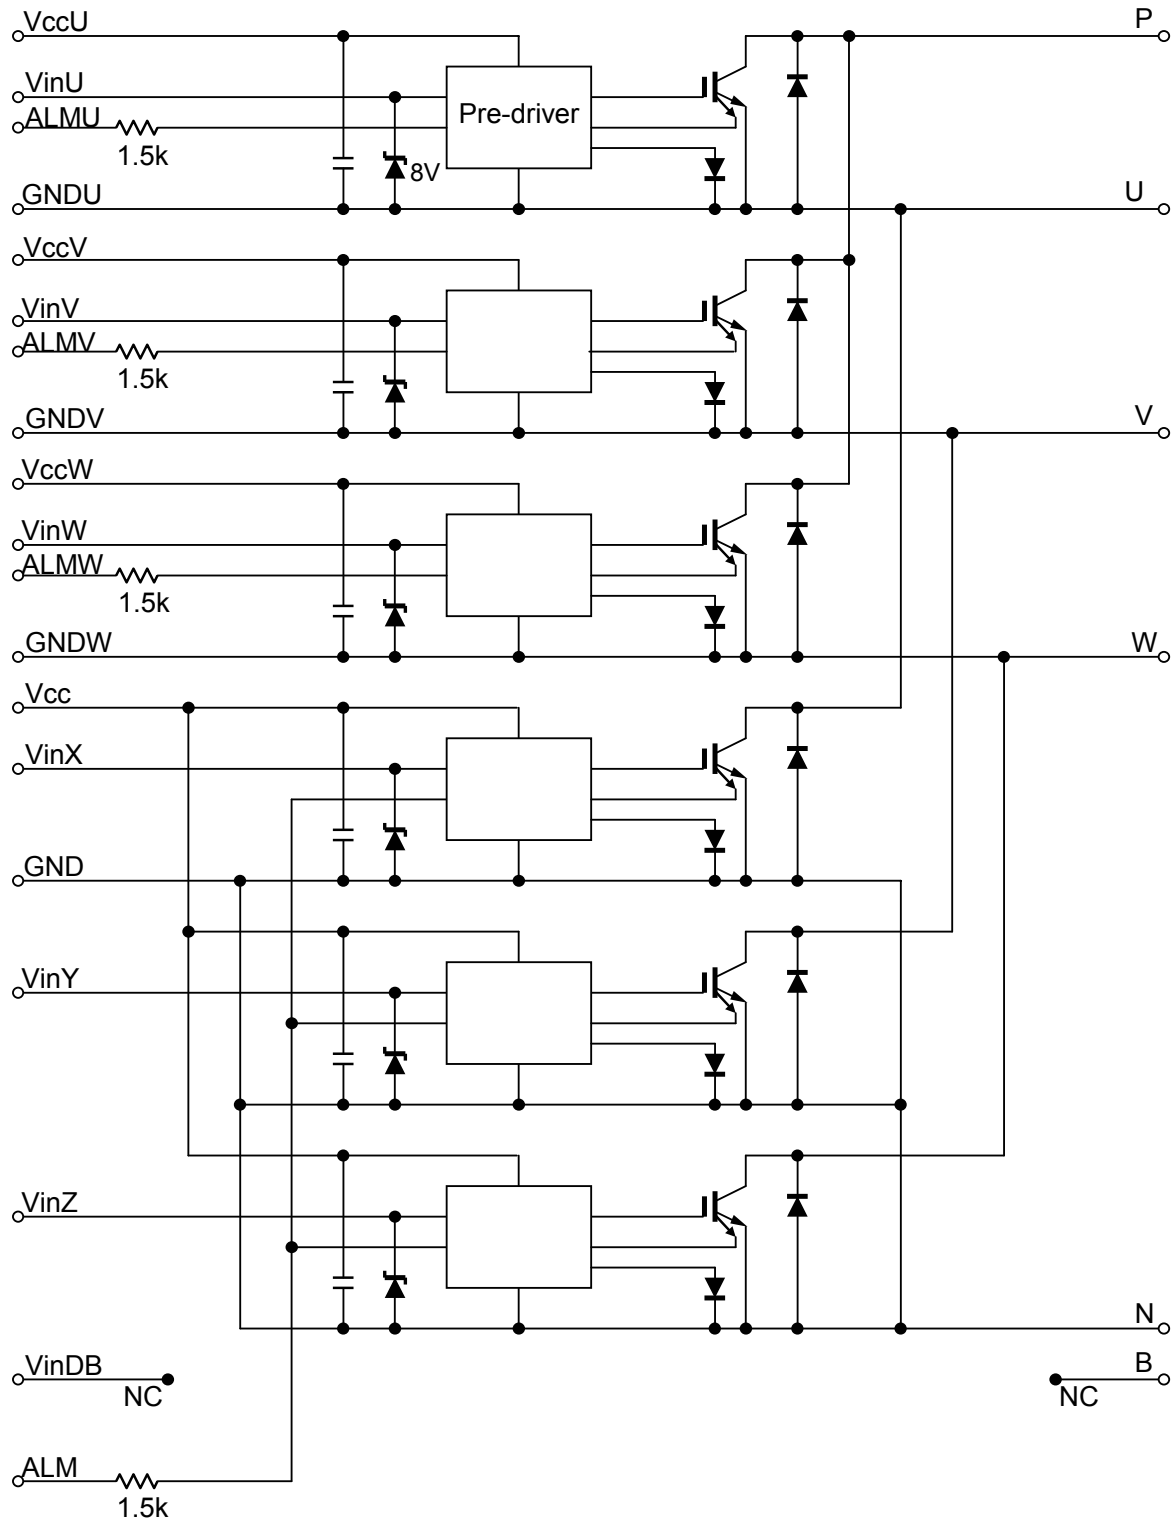 VccU
P
VinU
ALMU
Pre-driver
1.5k
8V
GNDU
U
VccV
VinV
ALMV
1.5k
GNDV
V
VccW
VinW
ALMW
1.5k
GNDW
W
Vcc
VinX
GND
VinY
VinZ
N
VinDB
B
NC
NC
ALM
1.5k